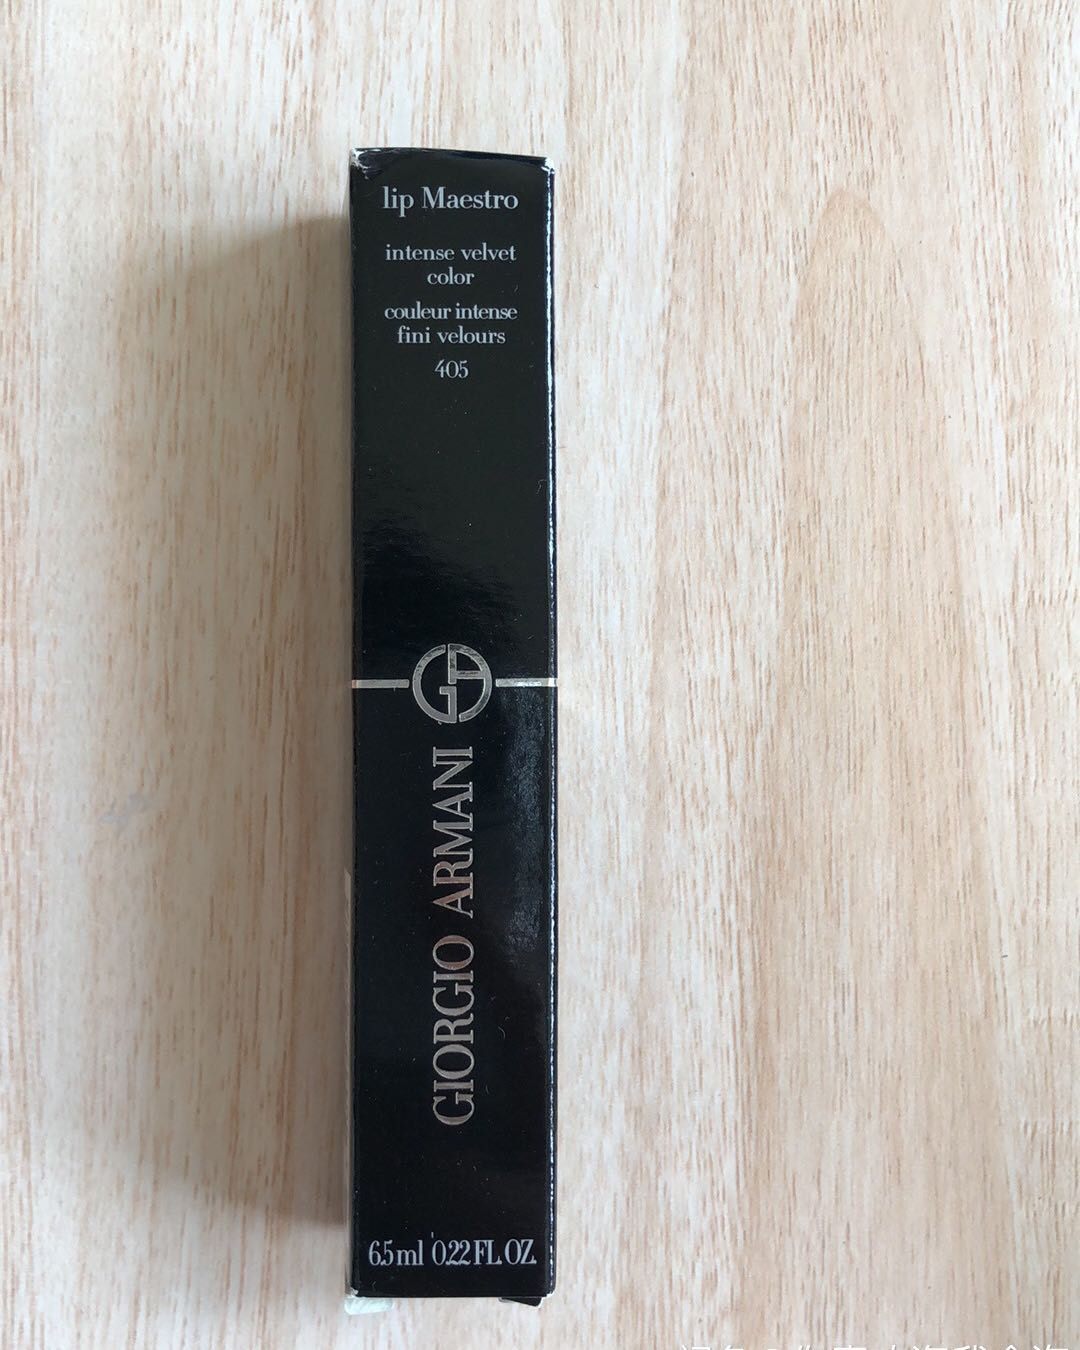 lip Maestro
intense velvet
color
couleur intense
fini velours
405
GA
GIORGIO ARMANI
6.5 ml 0.22 FL. OZ.